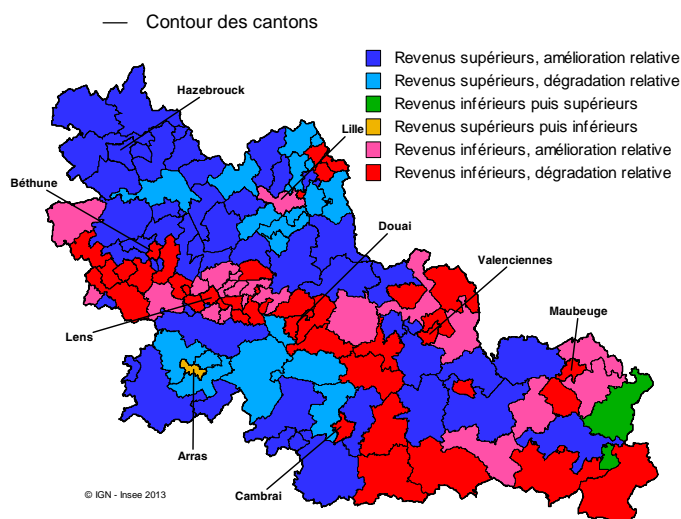 Contour des cantons
Revenus supérieurs, amélioration relative
Revenus supérieurs, dégradation relative
Revenus inférieurs puis supérieurs
Revenus supérieurs puis inférieurs
Revenus inférieurs, amélioration relative
Revenus inférieurs, dégradation relative
Hazebrouck
Lille
Béthune
Douai
Valenciennes
Maubeuge
Lens
Arras
Cambrai
© IGN - Insee 2013